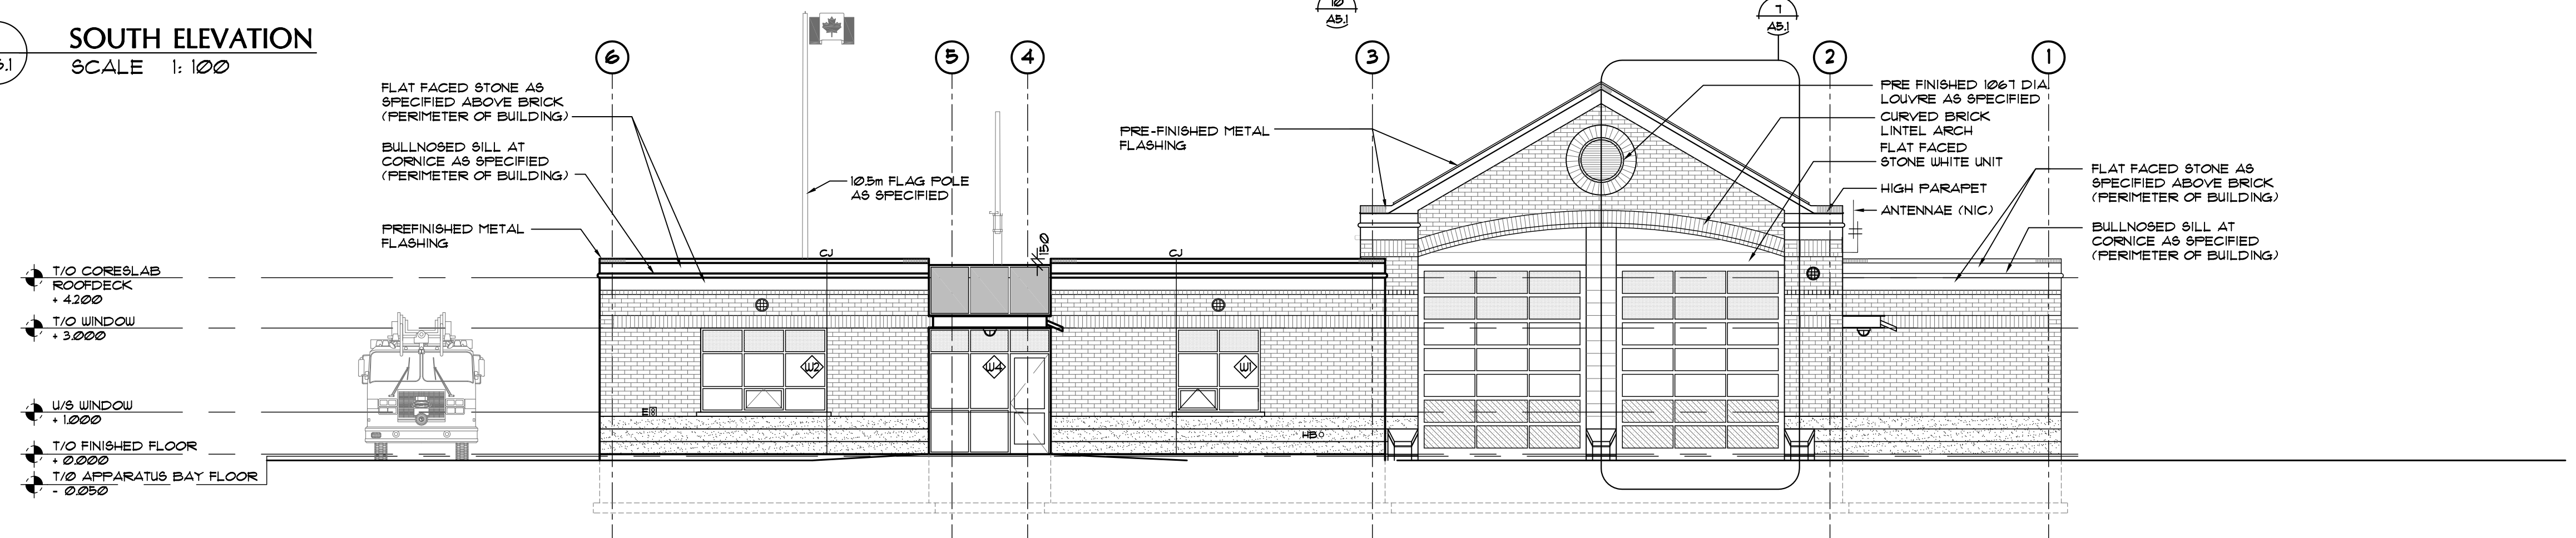 SOUTH ELEVATION
SCALE 1: 100
10
A5.1
7
A5.1
6
5
4
3
2
1
FLAT FACED STONE AS
SPECIFIED ABOVE BRICK
(PERIMETER OF BUILDING)
BULLNOSED SILL AT
CORNICE AS SPECIFIED
(PERIMETER OF BUILDING)
PREFINISHED METAL
FLASHING
10.5m FLAG POLE
AS SPECIFIED
PRE-FINISHED METAL
FLASHING
PRE FINISHED 1067 DIA.
LOUVRE AS SPECIFIED
CURVED BRICK
LINTEL ARCH
FLAT FACED
STONE WHITE UNIT
HIGH PARAPET
ANTENNAE (NIC)
FLAT FACED STONE AS
SPECIFIED ABOVE BRICK
(PERIMETER OF BUILDING)
BULLNOSED SILL AT
CORNICE AS SPECIFIED
(PERIMETER OF BUILDING)
CJ
150
CJ
T/O CORESLAB
ROOFDECK
+ 4.200
T/O WINDOW
+ 3.000
U/S WINDOW
+ 1.000
T/O FINISHED FLOOR
+ 0.000
T/O APPARATUS BAY FLOOR
- 0.050
W2
W4
W1
E
HB